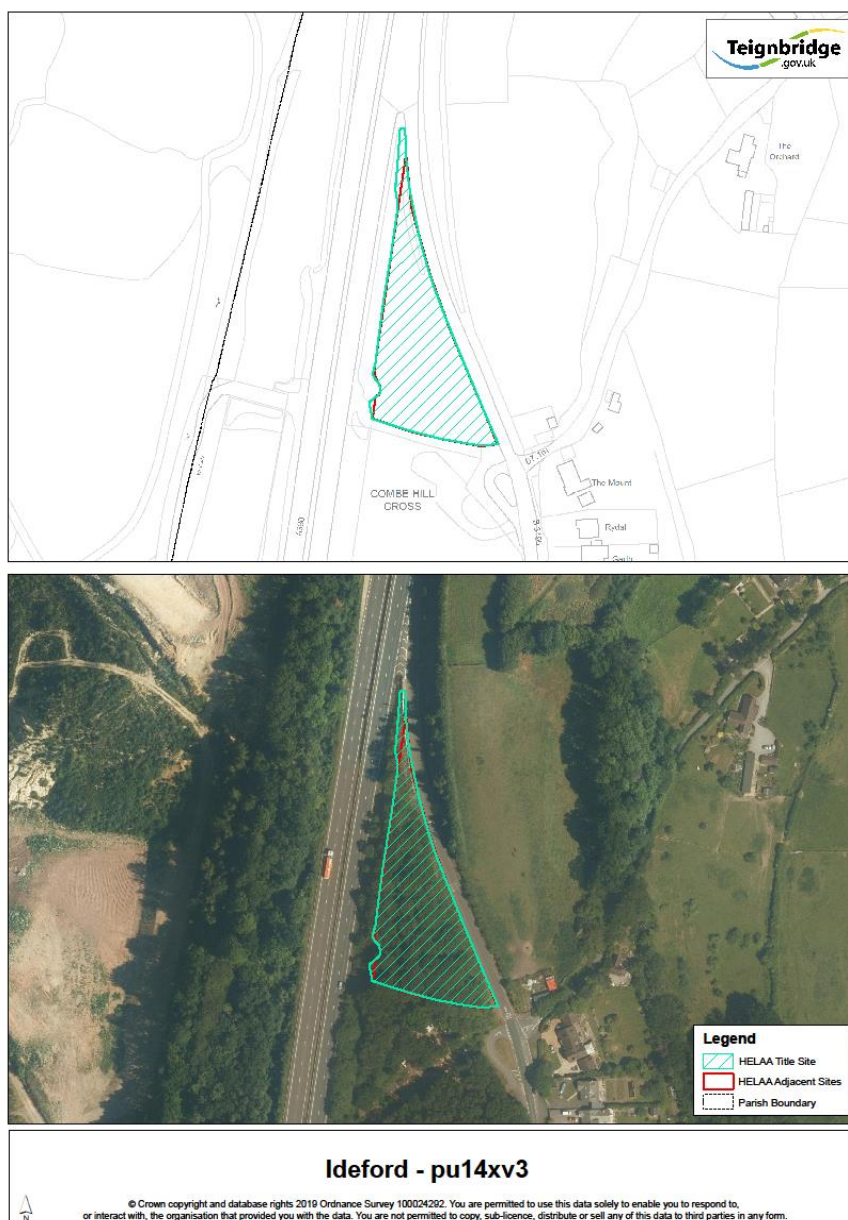 Teignbridge
.gov.uk
The
Orchard
The Mount
COMBE HILL
CROSS
Rydal
A380
Garth
Legend
HELAA Title Site
HELAA Adjacent Sites
Parish Boundary
Ideford - pu14xv3
N
© Crown copyright and database rights 2019 Ordnance Survey 100024292. You are permitted to use this data solely to enable you to respond to,
or interact with, the organisation that provided you with the data. You are not permitted to copy, sub-licence, distribute or sell any of this data to third parties in any form.